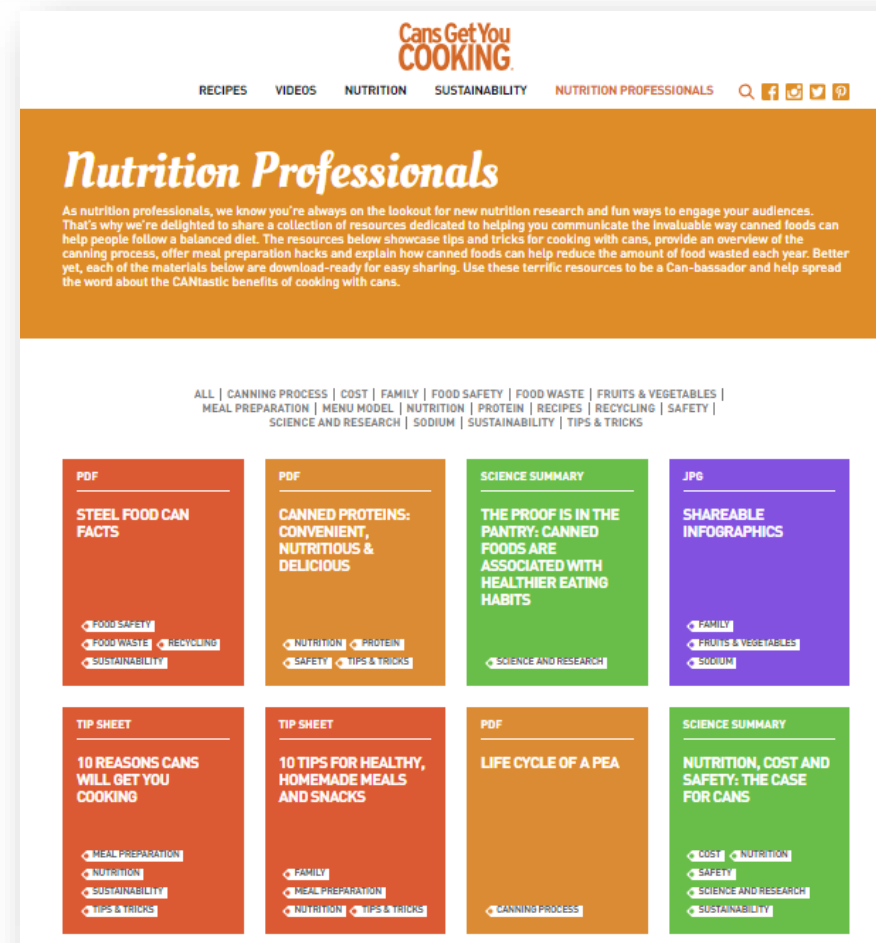 Cans Get You
COOKING
RECIPES VIDEOS NUTRITION SUSTAINABILITY NUTRITION PROFESSIONALS
Nutrition Professionals
As nutrition professionals, we know you're always on the lookout for new nutrition research and fun ways to engage your audiences.
That's why we're delighted to share a collection of resources dedicated to helping you communicate the invaluable way canned foods can
help people follow a balanced diet. The resources below showcase tips and tricks for cooking with cans, provide an overview of the
canning process, offer meal preparation hacks and explain how canned foods can help reduce the amount of food wasted each year. Better
yet, each of the materials below are download-ready for easy sharing. Use these terrific resources to be a Can-bassador and help spread
the word about the CANtastic benefits of cooking with cans.
ALL | CANNING PROCESS | COST | FAMILY | FOOD SAFETY | FOOD WASTE | FRUITS & VEGETABLES |
MEAL PREPARATION | MENU MODEL | NUTRITION | PROTEIN | RECIPES | RECYCLING | SAFETY |
SCIENCE AND RESEARCH | SODIUM | SUSTAINABILITY | TIPS & TRICKS
PDF
STEEL FOOD CAN
FACTS
FOOD SAFETY
FOOD WASTE RECYCLING
SUSTAINABILITY
PDF
CANNED PROTEINS:
CONVENIENT,
NUTRITIOUS &
DELICIOUS
NUTRITION PROTEIN
SAFETY TIPS & TRICKS
SCIENCE SUMMARY
THE PROOF IS IN THE
PANTRY: CANNED
FOODS ARE
ASSOCIATED WITH
HEALTHIER EATING
HABITS
SCIENCE AND RESEARCH
JPG
SHAREABLE
INFOGRAPHICS
FAMILY
FRUITS & VEGETABLES
SODIUM
TIP SHEET
10 REASONS CANS
WILL GET YOU
COOKING
MEAL PREPARATION
NUTRITION
SUSTAINABILITY
TIPS & TRICKS
TIP SHEET
10 TIPS FOR HEALTHY,
HOMEMADE MEALS
AND SNACKS
FAMILY
MEAL PREPARATION
NUTRITION TIPS & TRICKS
PDF
LIFE CYCLE OF A PEA
CANNING PROCESS
SCIENCE SUMMARY
NUTRITION, COST AND
SAFETY: THE CASE
FOR CANS
COST NUTRITION
SAFETY
SCIENCE AND RESEARCH
SUSTAINABILITY